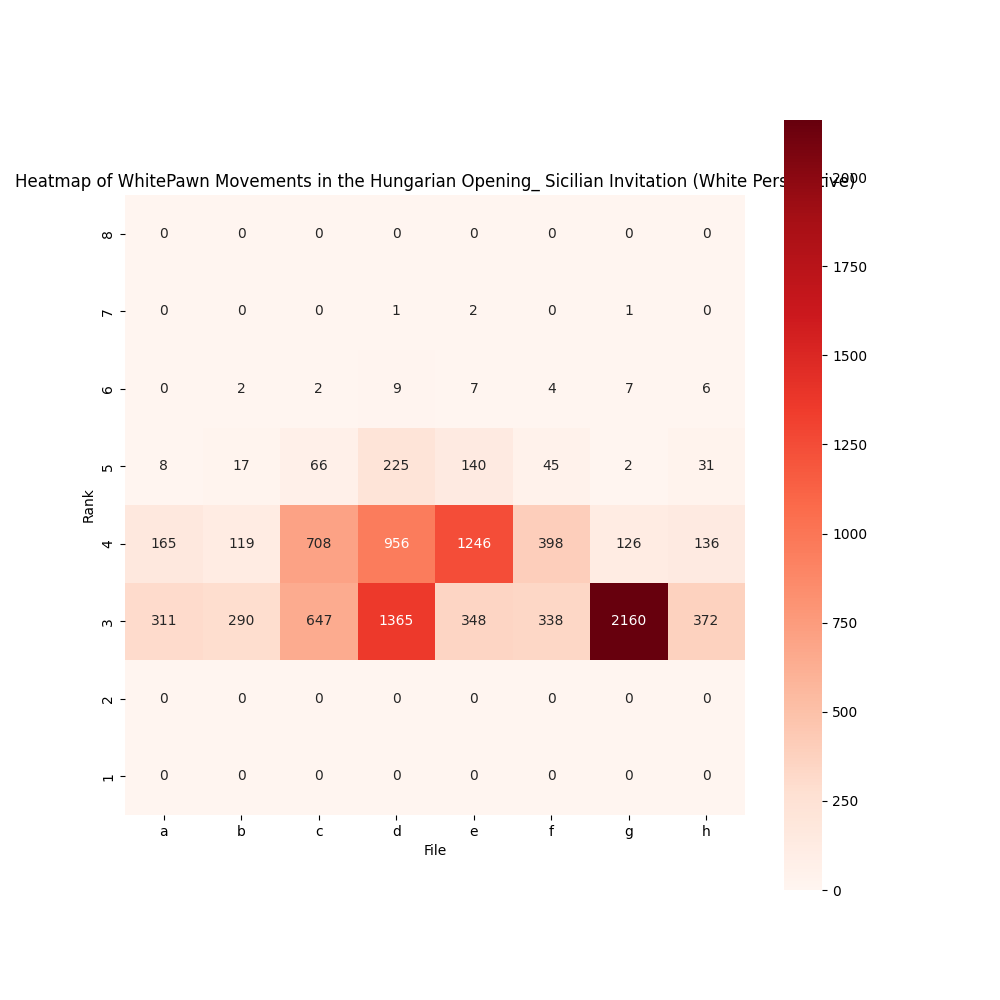 Heatmap of WhitePawn Movements in the Hungarian Opening_ Sicilian Invitation (White Perspective)
8 0 0 0 0 0 0 0 0
7 0 0 0 1 2 0 1 0
6 0 2 2 9 7 4 7 6
5 8 17 66 225 140 45 2 31
4 165 119 708 956 1246 398 126 136
3 311 290 647 1365 348 338 2160 372
2 0 0 0 0 0 0 0 0
1 0 0 0 0 0 0 0 0
a b c d e f g h
File
Rank
2000
1750
1500
1250
1000
750
500
250
0